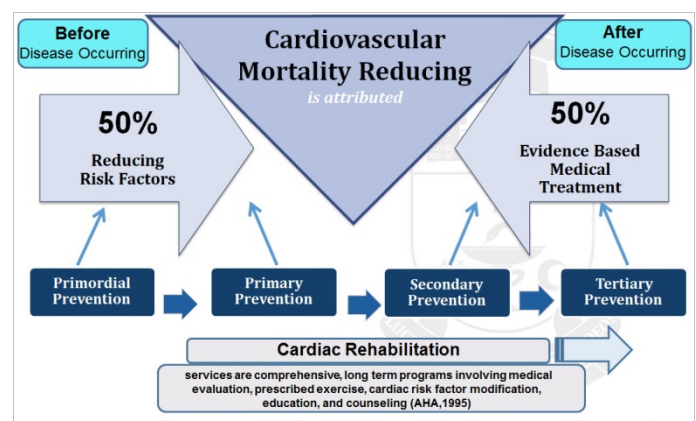 Before
Disease Occurring
Cardiovascular
Mortality Reducing
is attributed
After
Disease Occurring
50%
Reducing
Risk Factors
50%
Evidence Based
Medical
Treatment
Primordial
Prevention
Primary
Prevention
Secondary
Prevention
Tertiary
Prevention
Cardiac Rehabilitation
services are comprehensive, long term programs involving medical
evaluation, prescribed exercise, cardiac risk factor modification,
education, and counseling (AHA,1995)